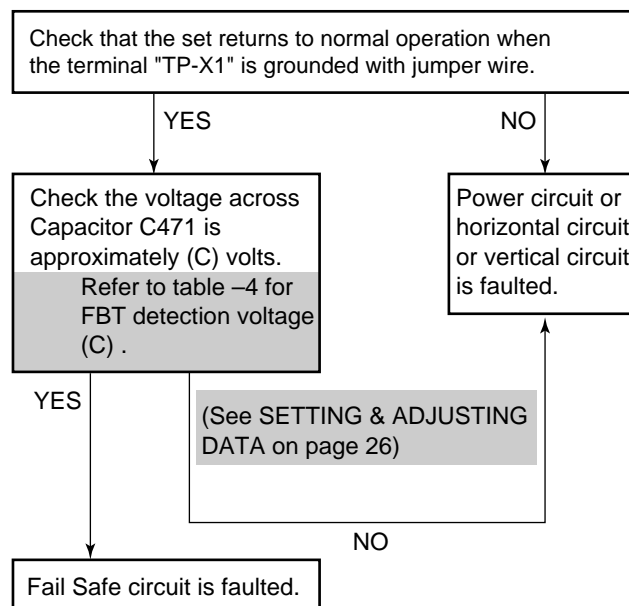 Check that the set returns to normal operation when
the terminal "TP-X1" is grounded with jumper wire.
YES
NO
Check the voltage across
Capacitor C471 is
approximately (C) volts.
Refer to table –4 for
FBT detection voltage
(C) .
Power circuit or
horizontal circuit
or vertical circuit
is faulted.
YES
(See SETTING & ADJUSTING
DATA on page 26)
NO
Fail Safe circuit is faulted.